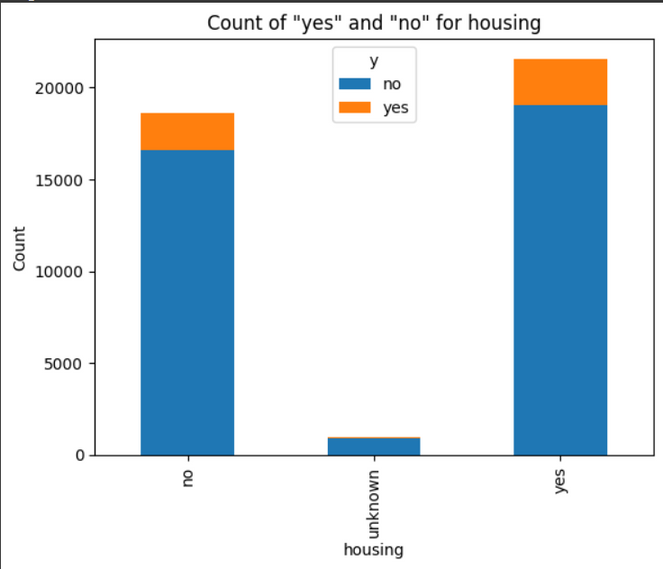 Count of "yes" and "no" for housing
y
no
yes
20000
15000
10000
5000
0
Count
no
unknown
yes
housing